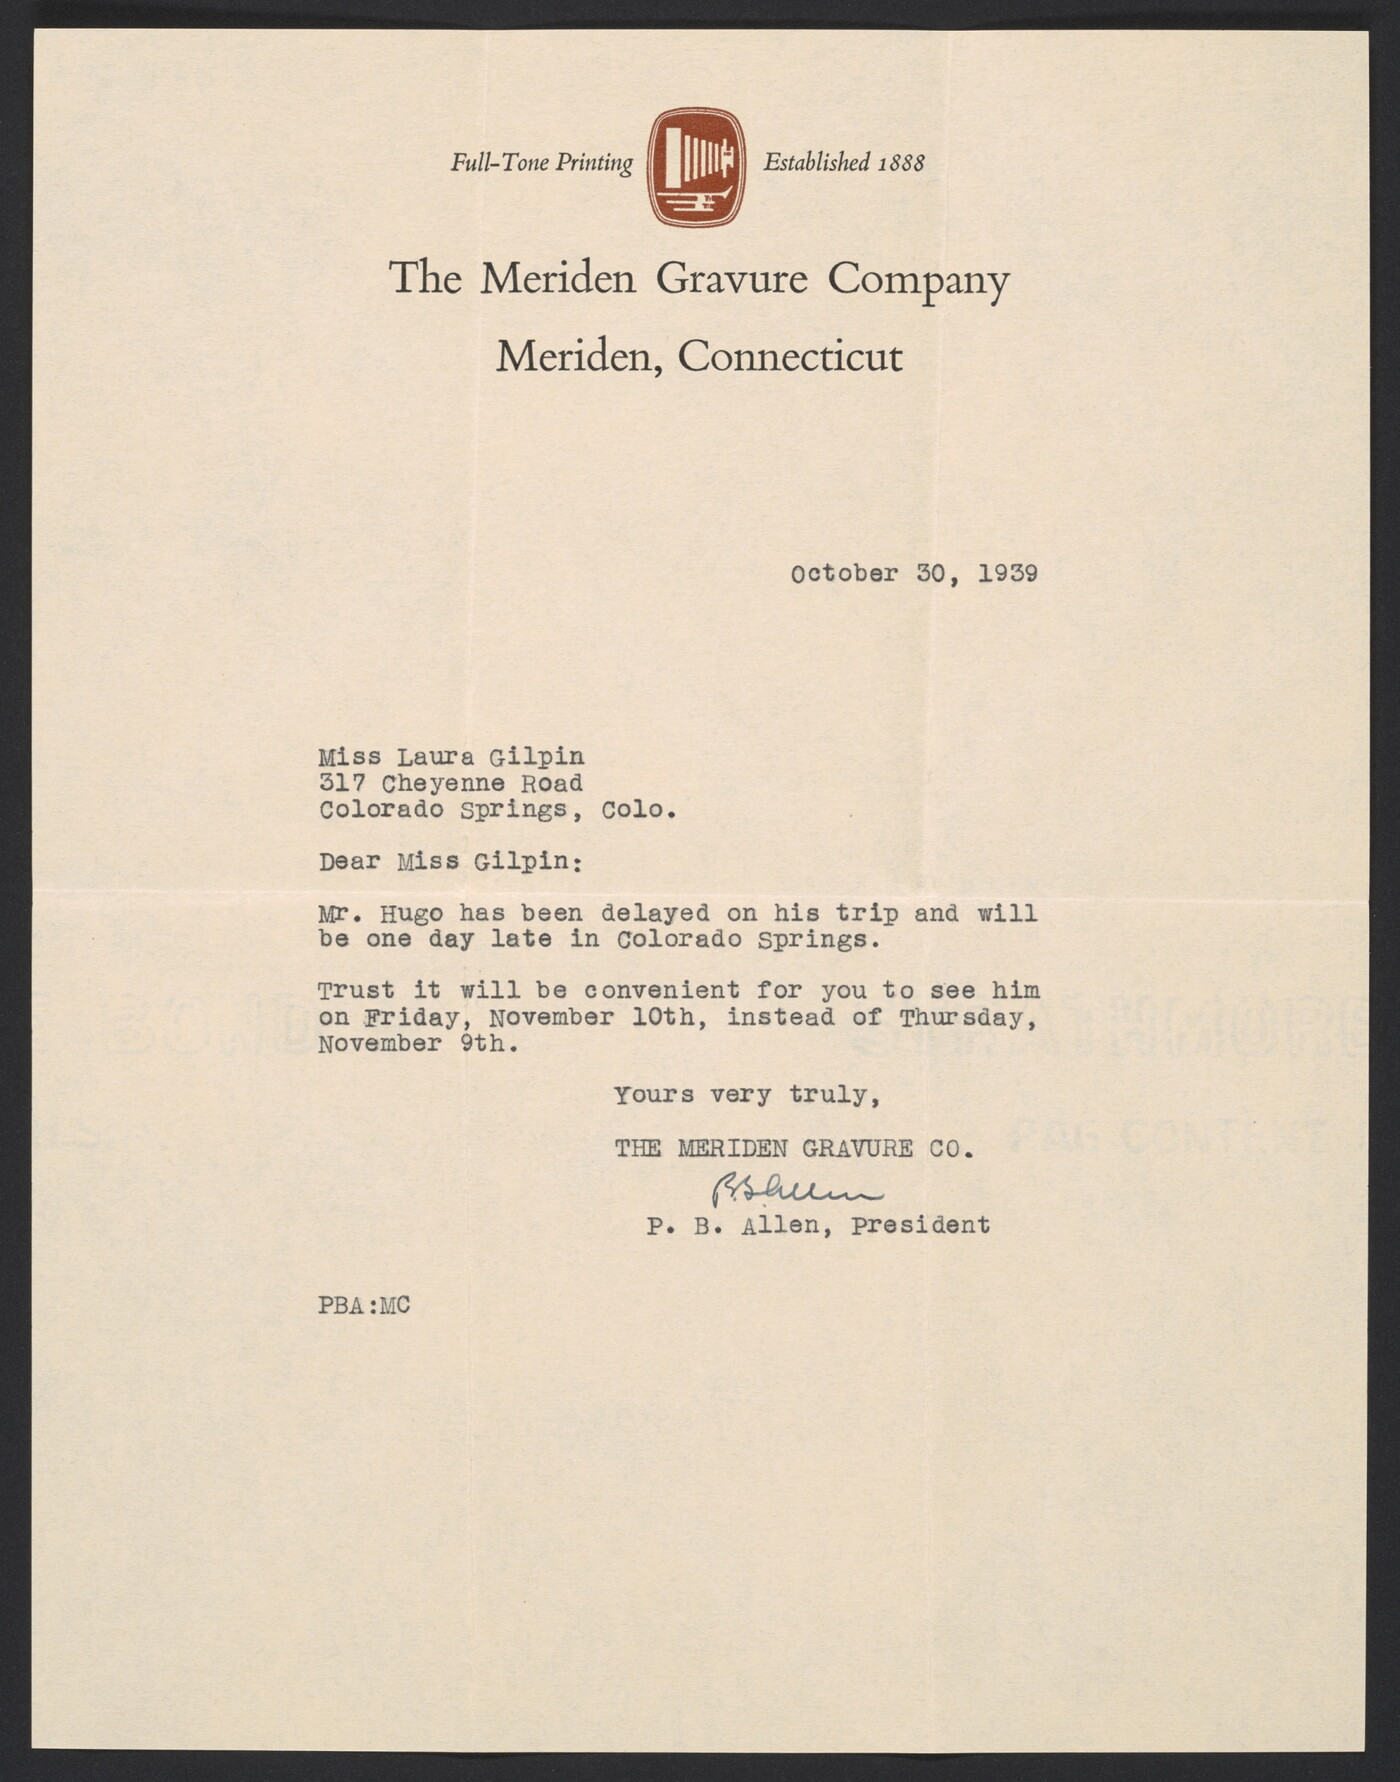 Full-Tone Printing Established 1888
The Meriden Gravure Company
Meriden, Connecticut
October 30, 1939
Miss Laura Gilpin
317 Cheyenne Road
Colorado Springs, Colo.
Dear Miss Gilpin:
Mr. Hugo has been delayed on his trip and will
be one day late in Colorado Springs.
Trust it will be convenient for you to see him
on Friday, November 10th, instead of Thursday,
November 9th.
Yours very truly,
THE MERIDEN GRAVURE CO.
P.B. Allen
P. B. Allen, President
PBA:MC